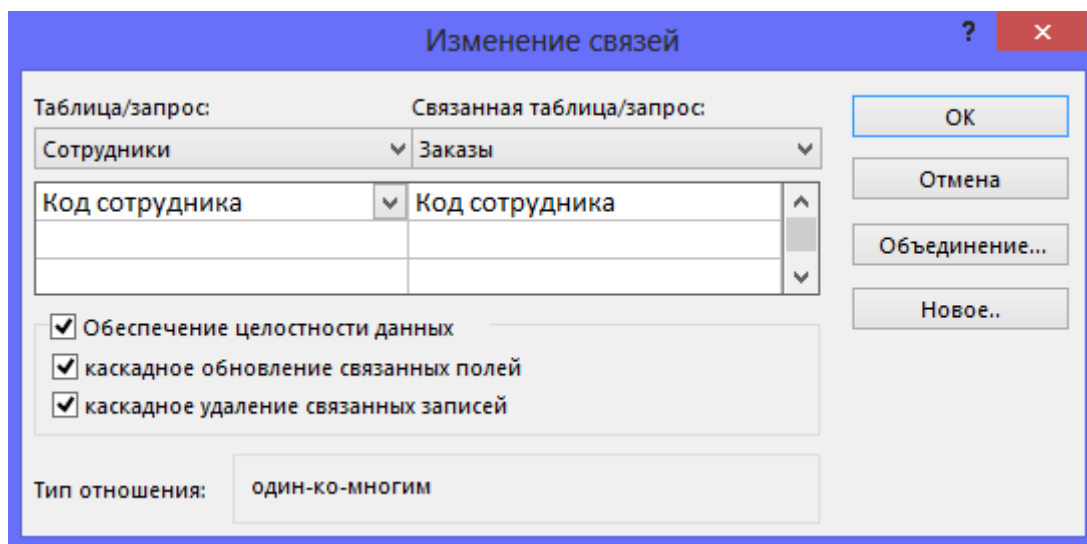 Изменение связей
?
Таблица/запрос: Связанная таблица/запрос:
ОК
Сотрудники Заказы
Отмена
Код сотрудника Код сотрудника
Объединение...
Новое..
Обеспечение целостности данных
каскадное обновление связанных полей
каскадное удаление связанных записей
Тип отношения: один-ко-многим